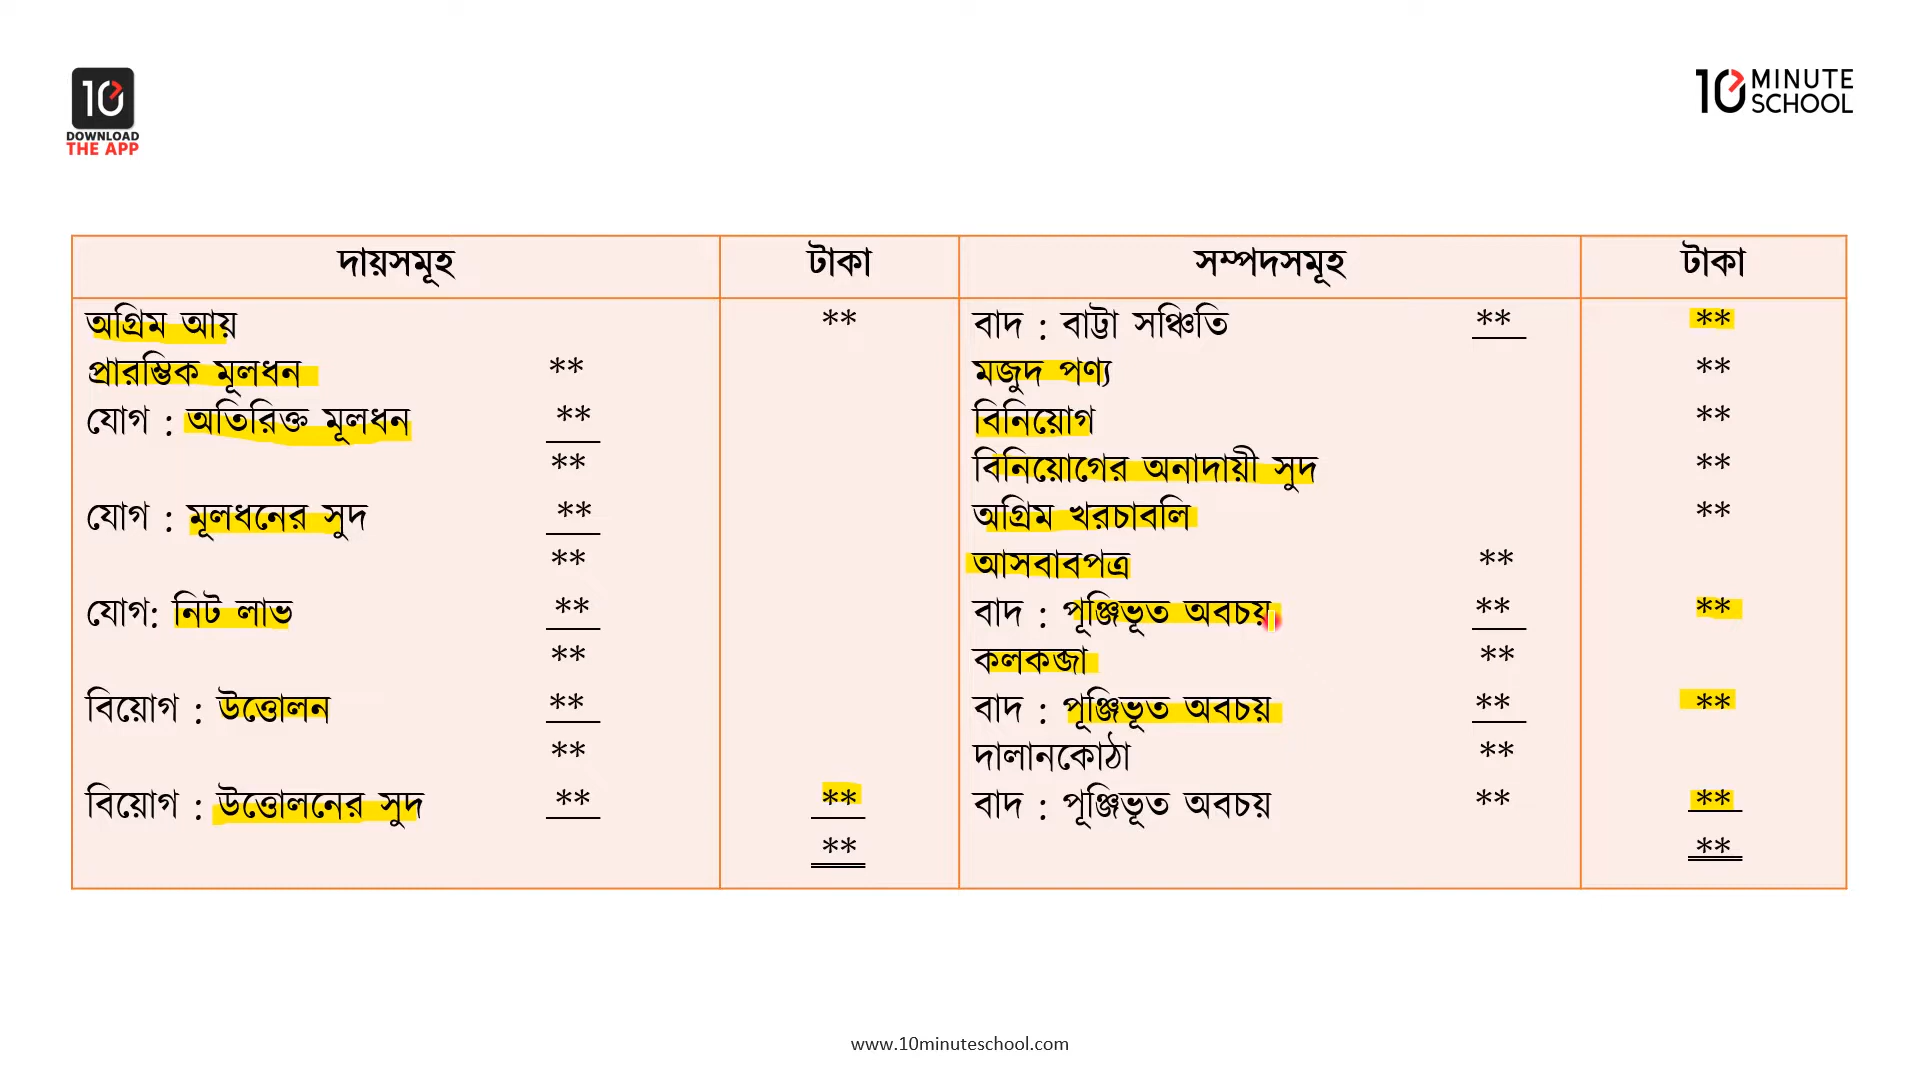 10
DOWNLOAD
THE APP
10 MINUTE
SCHOOL
দায়সমূহ টাকা সম্পদসমূহ টাকা
অগ্রিম আয় ** বাদ : বাট্টা সঞ্চিতি ** **
প্রারম্ভিক মূলধন ** মজুদ পণ্য **
যোগ : অতিরিক্ত মূলধন ** বিনিয়োগ **
** বিনিয়োগের অনাদায়ী সুদ **
যোগ : মূলধনের সুদ ** অগ্রিম খরচাবলি **
** আসবাবপত্র **
যোগ: নিট লাভ ** বাদ : পূঞ্জিভূত অবচয় ** **
** কলকব্জা **
বিয়োগ : উত্তোলন ** বাদ : পূঞ্জিভূত অবচয় ** **
** দালানকোঠা **
বিয়োগ : উত্তোলনের সুদ ** ** বাদ : পূঞ্জিভূত অবচয় ** **
** **
www.10minuteschool.com